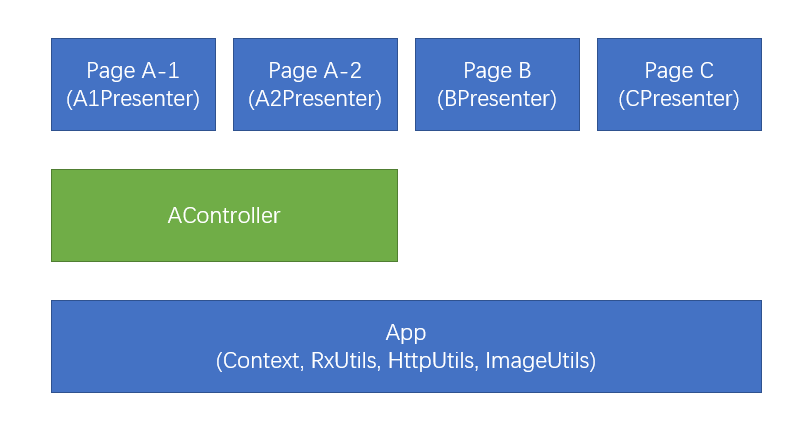 Page A-1
(A1Presenter)
Page A-2
(A2Presenter)
Page B
(BPresenter)
Page C
(CPresenter)
AController
App
(Context, RxUtils, HttpUtils, ImageUtils)